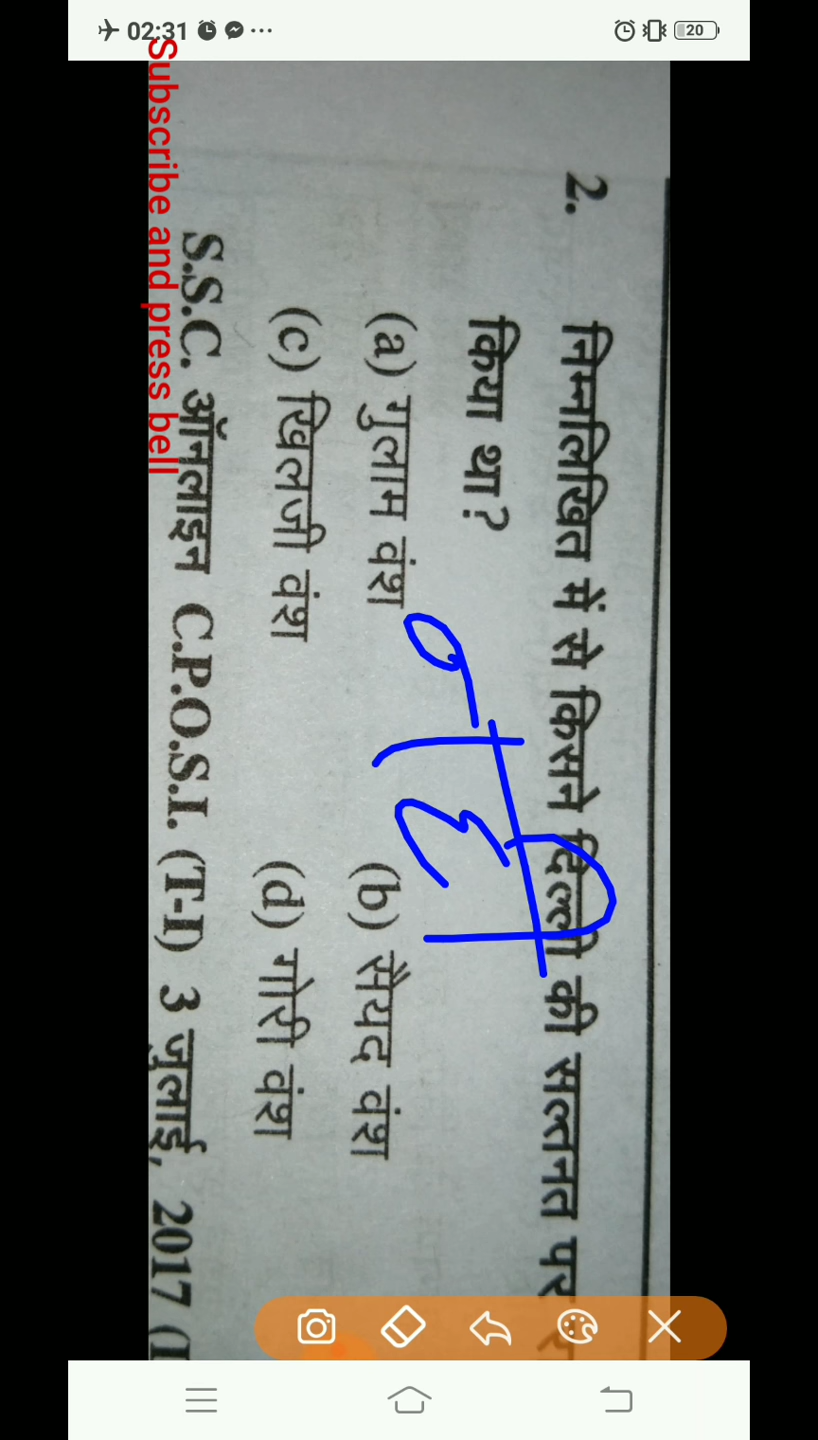 02:31
20
Subscribe and press bell
2. निम्नलिखित में से किसने दिल्ली की सल्तनत पर
किया था?
(a) गुलाम वंश (b) सैयद वंश
(c) खिलजी वंश (d) गोरी वंश
S.S.C. ऑनलाइन C.P.O.S.I. (T-I) 3 जुलाई, 2017 (I